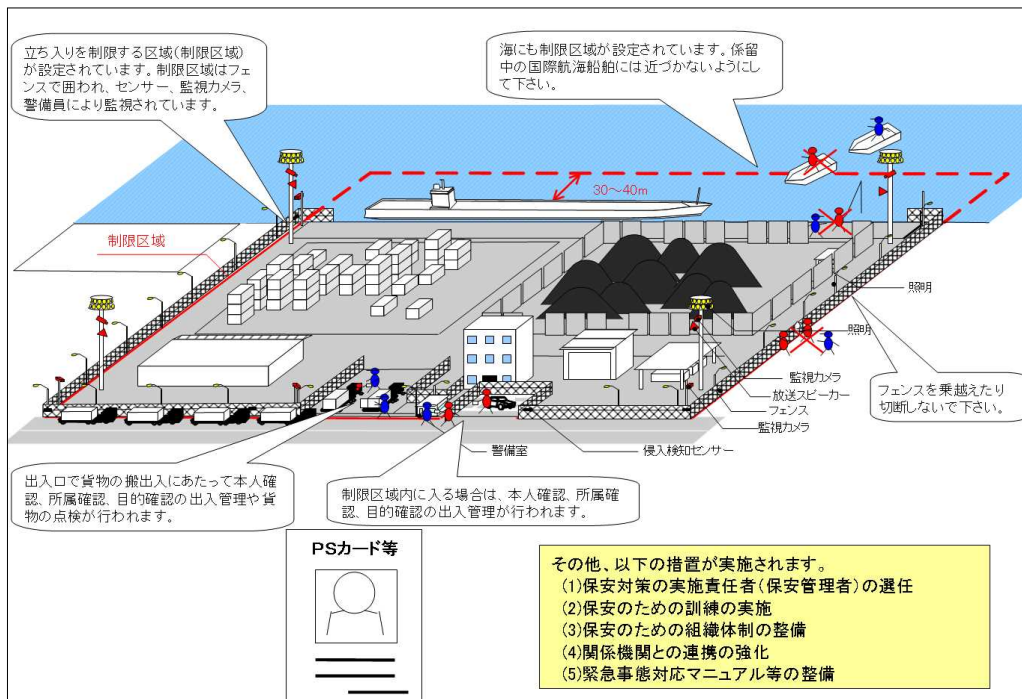 立ち入りを制限する区域(制限区域)
が設定されています。制限区域はフェ
ンスで囲われ、センサー、監視カメラ、
警備員により監視されています。
海にも制限区域が設定されています。係留
中の国際航海船舶には近づかないようにし
て下さい。
30～40m
制限区域
照明
照明
監視カメラ
放送スピーカー
フェンス
監視カメラ
フェンスを乗越えたり
切断しないで下さい。
警備室
侵入検知センサー
出入口で貨物の搬出入にあたって本人確
認、所属確認、目的確認の出入管理や貨
物の点検が行われます。
制限区域内に入る場合は、本人確認、所属確
認、目的確認の出入管理が行われます。
PSカード等
その他、以下の措置が実施されます。
(1)保安対策の実施責任者(保安管理者)の選任
(2)保安のための訓練の実施
(3)保安のための組織体制の整備
(4)関係機関との連携の強化
(5)緊急事態対応マニュアル等の整備